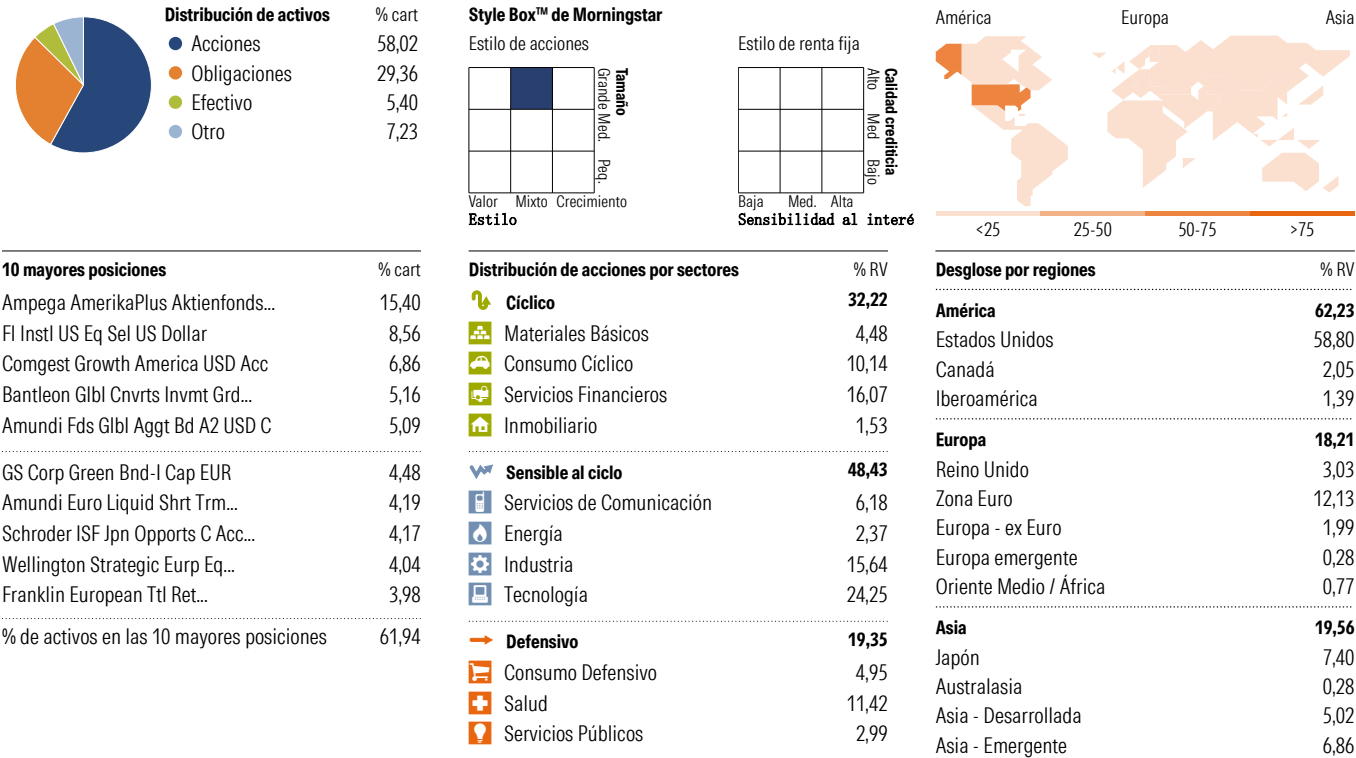 Distribución de activos % cart
Acciones 58,02
Obligaciones 29,36
Efectivo 5,40
Otro 7,23
Style Box™ de Morningstar
Estilo de acciones
Tamaño
Grande Med. Peq.
Valor Mixto Crecimiento
Estilo
Estilo de renta fija
Calidad crediticia
Alto Med Bajo
Baja Med. Alta
Sensibilidad al interé
América Europa Asia
<25 25-50 50-75 >75
10 mayores posiciones % cart
Ampega AmerikaPlus Aktienfonds... 15,40
FI Instl US Eq Sel US Dollar 8,56
Comgest Growth America USD Acc 6,86
Bantleon Glbl Cnvrts Invmt Grd... 5,16
Amundi Fds Glbl Aggt Bd A2 USD C 5,09
GS Corp Green Bnd-I Cap EUR 4,48
Amundi Euro Liquid Shrt Trm... 4,19
Schroder ISF Jpn Opports C Acc... 4,17
Wellington Strategic Eurp Eq... 4,04
Franklin European Ttl Ret... 3,98
% de activos en las 10 mayores posiciones 61,94
Distribución de acciones por sectores % RV
Cíclico 32,22
Materiales Básicos 4,48
Consumo Cíclico 10,14
Servicios Financieros 16,07
Inmobiliario 1,53
Sensible al ciclo 48,43
Servicios de Comunicación 6,18
Energía 2,37
Industria 15,64
Tecnología 24,25
Defensivo 19,35
Consumo Defensivo 4,95
Salud 11,42
Servicios Públicos 2,99
Desglose por regiones % RV
América 62,23
Estados Unidos 58,80
Canadá 2,05
Iberoamérica 1,39
Europa 18,21
Reino Unido 3,03
Zona Euro 12,13
Europa - ex Euro 1,99
Europa emergente 0,28
Oriente Medio / África 0,77
Asia 19,56
Japón 7,40
Australasia 0,28
Asia - Desarrollada 5,02
Asia - Emergente 6,86